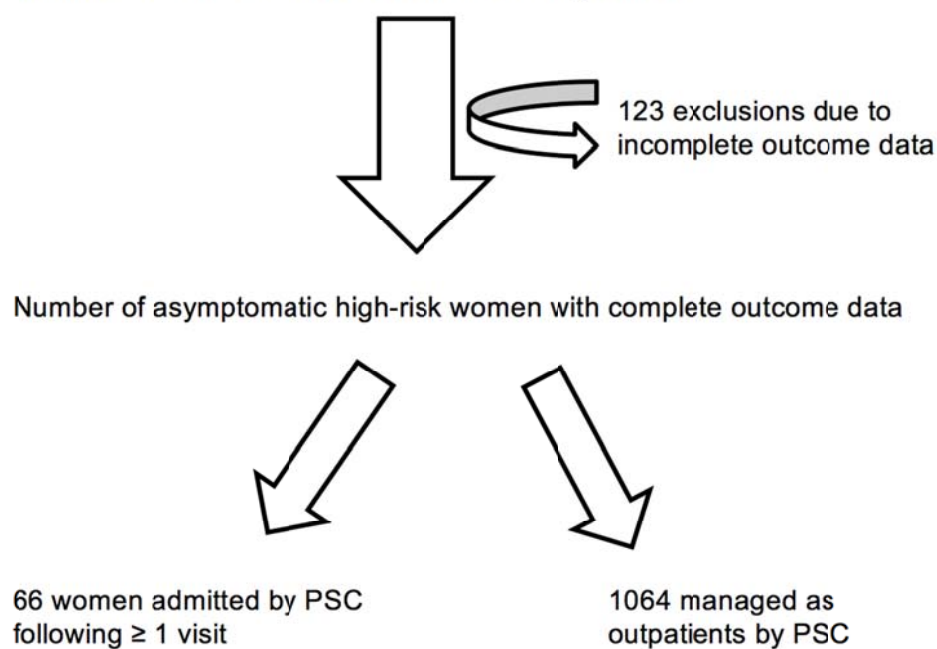 123 exclusions due to
incomplete outcome data
Number of asymptomatic high-risk women with complete outcome data
66 women admitted by PSC
following ≥ 1 visit
1064 managed as
outpatients by PSC